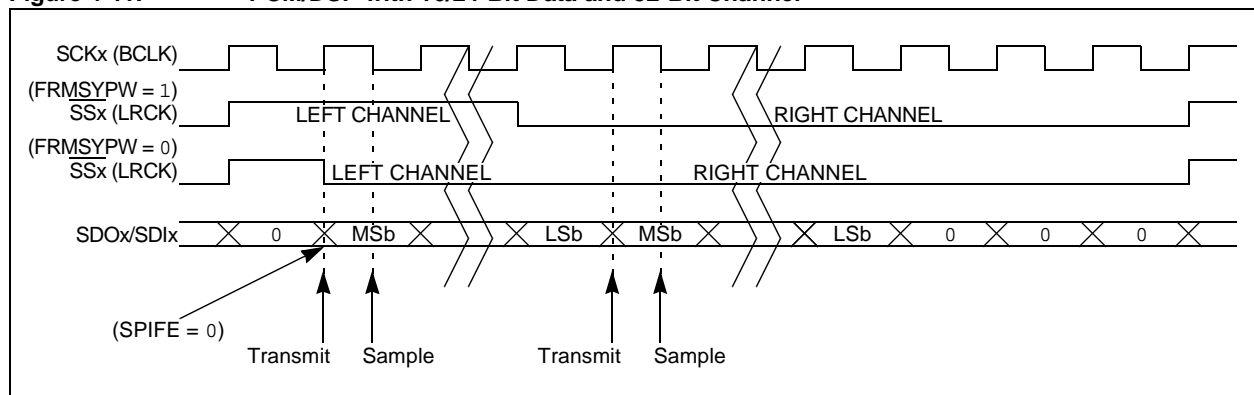 SCKx (BCLK)
(FRMSYPW = 1)
SSx (LRCK)
LEFT CHANNEL
RIGHT CHANNEL
(FRMSYPW = 0)
SSx (LRCK)
LEFT CHANNEL
RIGHT CHANNEL
SDOx/SDIx
0 MSb LSb MSb LSb 0 0 0
(SPIFE = 0)
Transmit Sample Transmit Sample